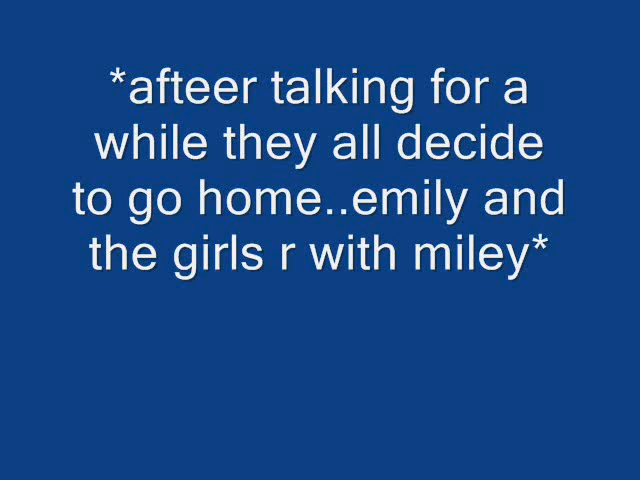 *afteer talking for a
while they all decide
to go home..emily and
the girls r with miley*